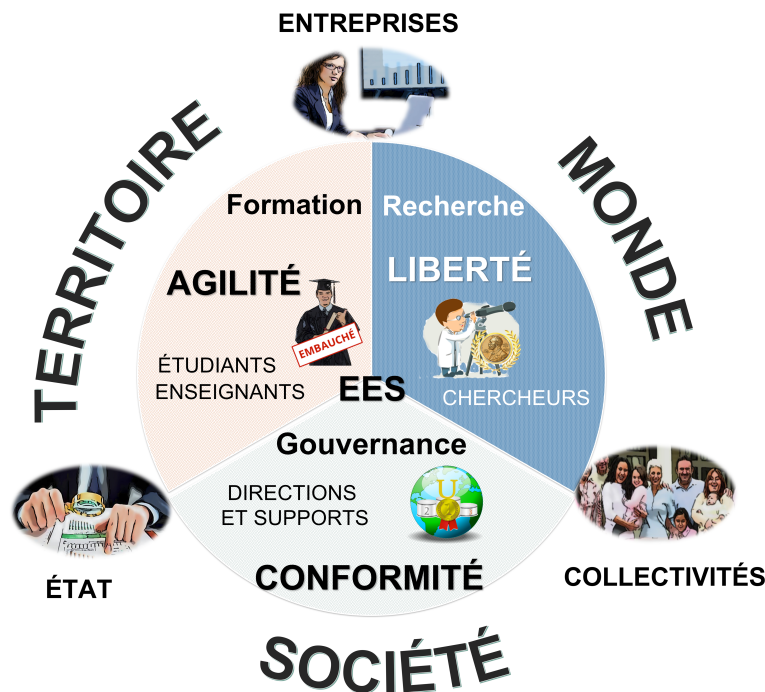 ENTREPRISES
TERRITOIRE
MONDE
Formation
Recherche
AGILITÉ
LIBERTÉ
EMBAUCHÉ
ÉTUDIANTS
ENSEIGNANTS
EES
CHERCHEURS
Gouvernance
DIRECTIONS
ET SUPPORTS
U
2
CONFORMITÉ
ÉTAT
COLLECTIVITÉS
SOCIÉTÉ